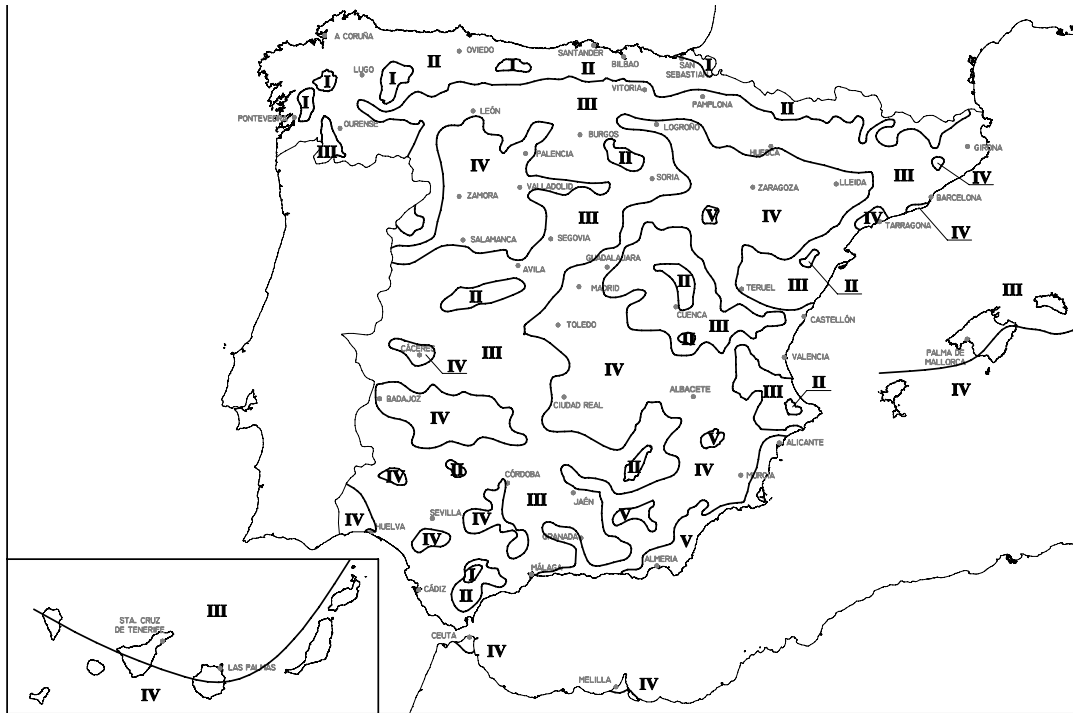 A CORUÑA
OVIEDO
SANTANDER
BILBAO
SAN
SEBASTIAN
I
II
I
II
LUGO
I
I
I
VITORIA
PAMPLONA
II
III
PONTEVEDRA
OURENSE
LEÓN
BURGOS
LOGROÑO
HUESCA
GIRONA
III
IV
PALENCIA
II
SORIA
ZARAGOZA
LLEIDA
III
IV
BARCELONA
ZAMORA
VALLADOLID
III
V
IV
IV
TARRAGONA
IV
SALAMANCA
SEGOVIA
AVILA
GUADALAJARA
MADRID
II
TERUEL
III
II
III
II
CUENCA
III
CASTELLÓN
TOLEDO
II
PALMA DE
MALLORCA
IV
CÁCERES
IV
III
IV
VALENCIA
BADAJOZ
IV
CIUDAD REAL
ALBACETE
III
II
V
ALICANTE
IV
II
CÓRDOBA
II
IV
MURCIA
III
JAÉN
IV
HUELVA
SEVILLA
IV
IV
V
GRANADA
V
ALMERIA
MÁLAGA
I
II
CÁDIZ
CEUTA
IV
MELILLA
IV
III
STA. CRUZ
DE TENERIFE
LAS PALMAS
IV